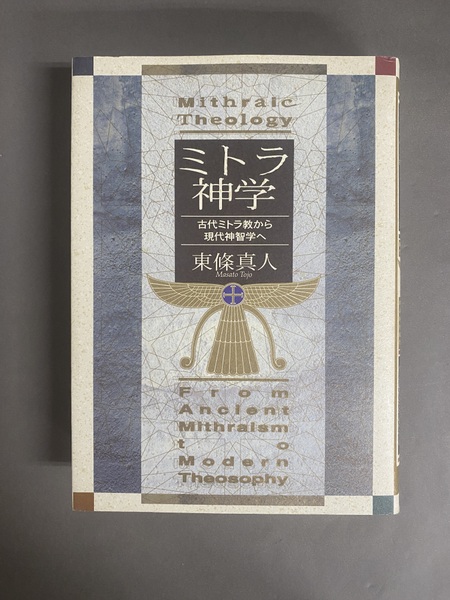 Mithraic
Theology
ミトラ
神学
古代ミトラ教から
現代神智学へ
東條真人
Masato Tojo
From
Ancient
Mithraism
to
Modern
Theosophy